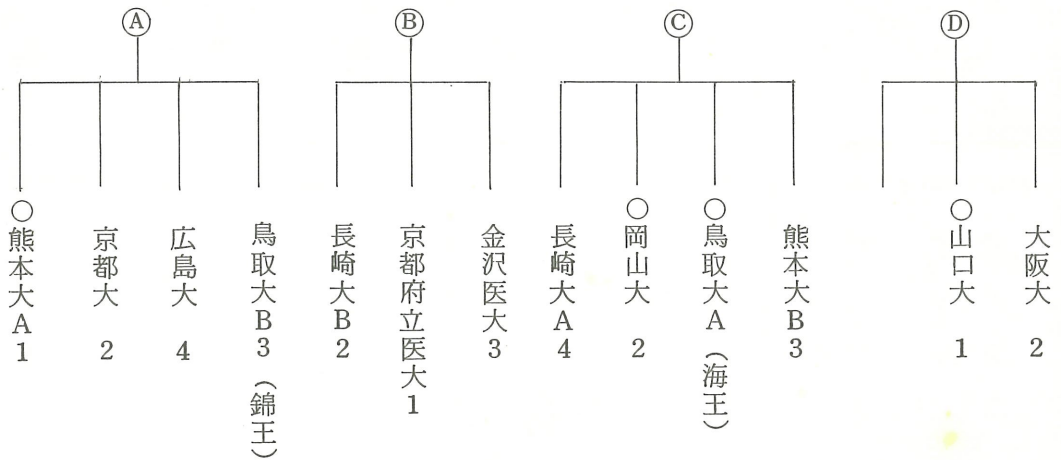 Ⓐ
Ⓑ
Ⓒ
Ⓓ
○熊本大A1
京都大 2
広島大 4
鳥取大B3（錦王）
長崎大B2
京都府立医大1
金沢医大3
長崎大A4
○岡山大 2
○鳥取大A（海王）
熊本大B3
○山口大 1
大阪大 2